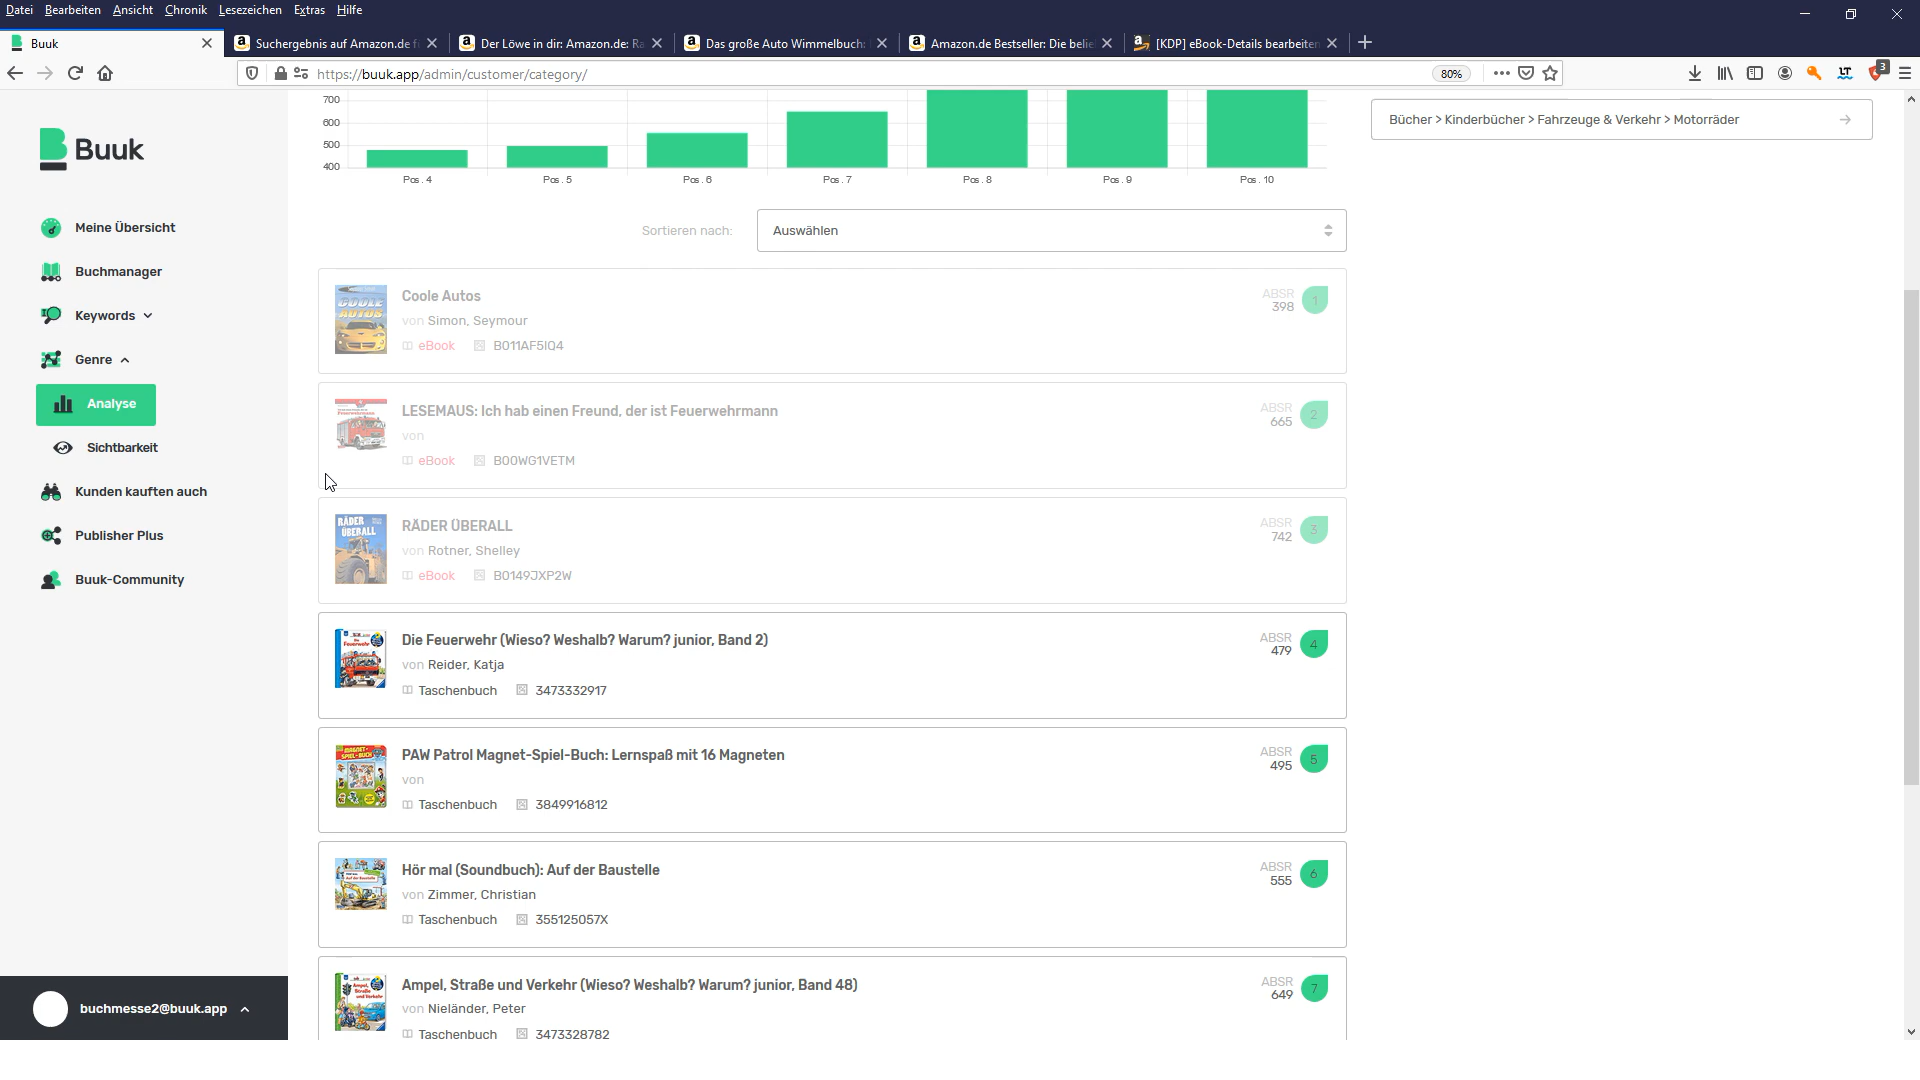 Datei Bearbeiten Ansicht Chronik Lesezeichen Extras Hilfe
Buuk
Suchergebnis auf Amazon.de f
Der Löwe in dir: Amazon.de: Ra
Das große Auto Wimmelbuch:
Amazon.de Bestseller: Die belie
[KDP] eBook-Details bearbeiten
https://buuk.app/admin/customer/category/
80%
3
Buuk
Meine Übersicht
Buchmanager
Keywords
Genre
Analyse
Sichtbarkeit
Kunden kauften auch
Publisher Plus
Buuk-Community
buchmesse2@buuk.app
700
600
500
400
Pos. 4 Pos. 5 Pos. 6 Pos. 7 Pos. 8 Pos. 9 Pos. 10
Sortieren nach: Auswählen
Coole Autos
von Simon, Seymour
eBook B011AF5IQ4
ABSR
398
1
LESEMAUS: Ich hab einen Freund, der ist Feuerwehrmann
von
eBook B00WG1VETM
ABSR
665
2
RÄDER ÜBERALL
von Rotner, Shelley
eBook B0149JXP2W
ABSR
742
3
Die Feuerwehr (Wieso? Weshalb? Warum? junior, Band 2)
von Reider, Katja
Taschenbuch 3473332917
ABSR
479
4
PAW Patrol Magnet-Spiel-Buch: Lernspaß mit 16 Magneten
von
Taschenbuch 3849916812
ABSR
495
5
Hör mal (Soundbuch): Auf der Baustelle
von Zimmer, Christian
Taschenbuch 355125057X
ABSR
555
6
Ampel, Straße und Verkehr (Wieso? Weshalb? Warum? junior, Band 48)
von Nieländer, Peter
Taschenbuch 3473328782
ABSR
649
7
Bücher > Kinderbücher > Fahrzeuge & Verkehr > Motorräder
COOLE
AUTOS
RÄDER
ÜBERALL